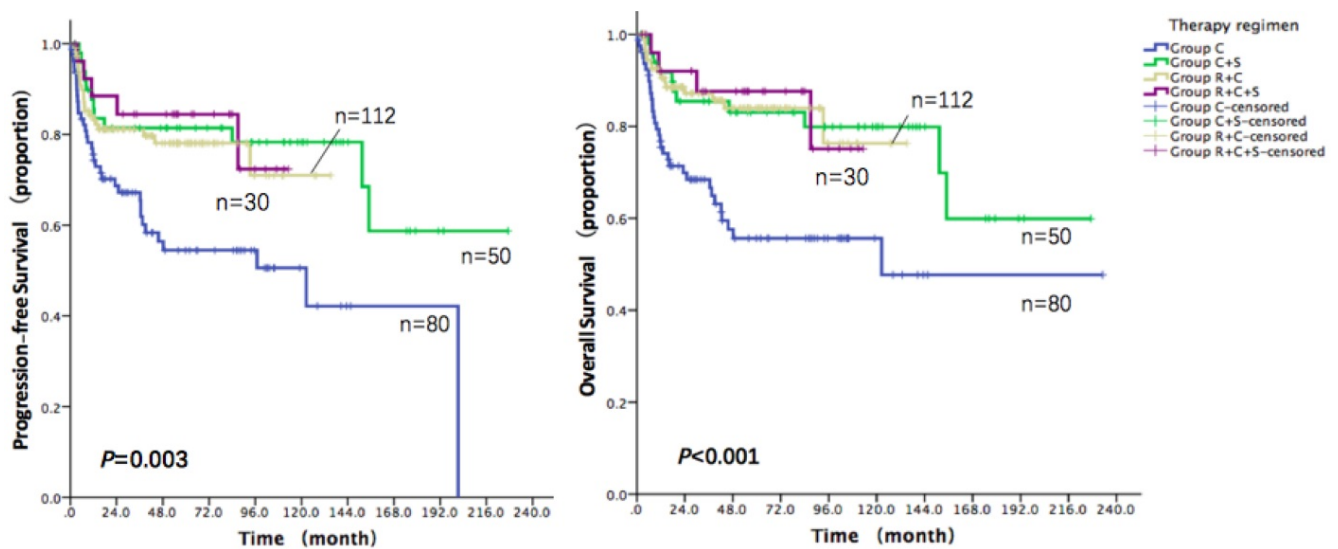 Progression-free Survival (proportion)
1.0
0.8
0.6
0.4
0.2
0.0
n=112
n=30
n=50
n=80
P=0.003
.0 24.0 48.0 72.0 96.0 120.0 144.0 168.0 192.0 216.0 240.0
Time (month)
Overall Survival (proportion)
1.0
0.8
0.6
0.4
0.2
0.0
n=112
n=30
n=50
n=80
P<0.001
.0 24.0 48.0 72.0 96.0 120.0 144.0 168.0 192.0 216.0 240.0
Time (month)
Therapy regimen
Group C
Group C+S
Group R+C
Group R+C+S
Group C-censored
Group C+S-censored
Group R+C-censored
Group R+C+S-censored